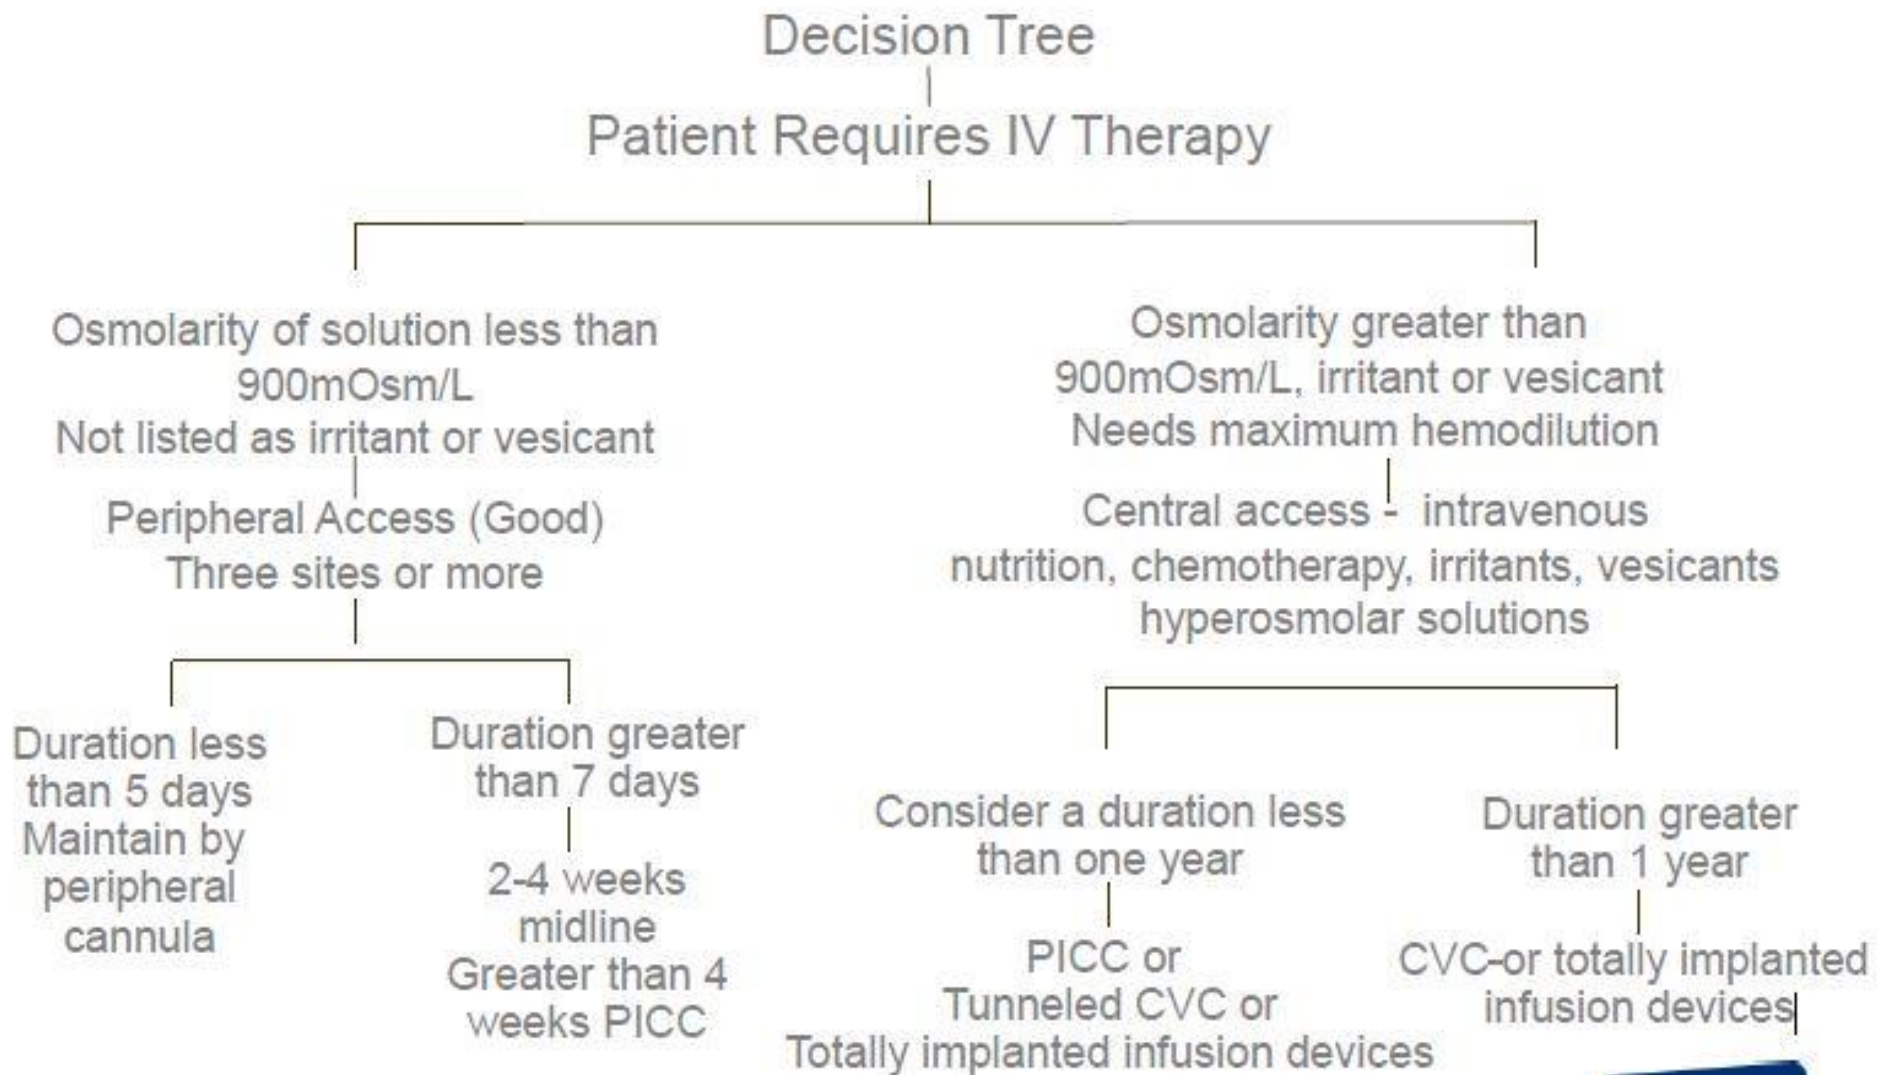 Decision Tree
Patient Requires IV Therapy
Osmolarity of solution less than
900mOsm/L
Not listed as irritant or vesicant
Peripheral Access (Good)
Three sites or more
Duration less
than 5 days
Maintain by
peripheral
cannula
Duration greater
than 7 days
2-4 weeks
midline
Greater than 4
weeks PICC
Osmolarity greater than
900mOsm/L, irritant or vesicant
Needs maximum hemodilution
Central access - intravenous
nutrition, chemotherapy, irritants, vesicants
hyperosmolar solutions
Consider a duration less
than one year
PICC or
Tunneled CVC or
Totally implanted infusion devices
Duration greater
than 1 year
CVC-or totally implanted
infusion devices